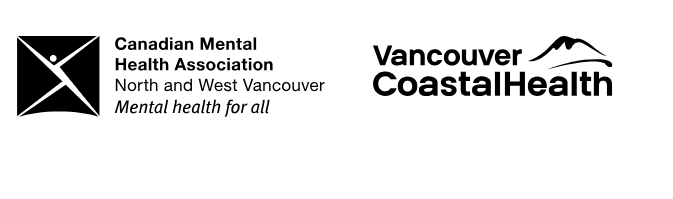 Canadian Mental
Health Association
North and West Vancouver
Mental health for all
Vancouver
CoastalHealth